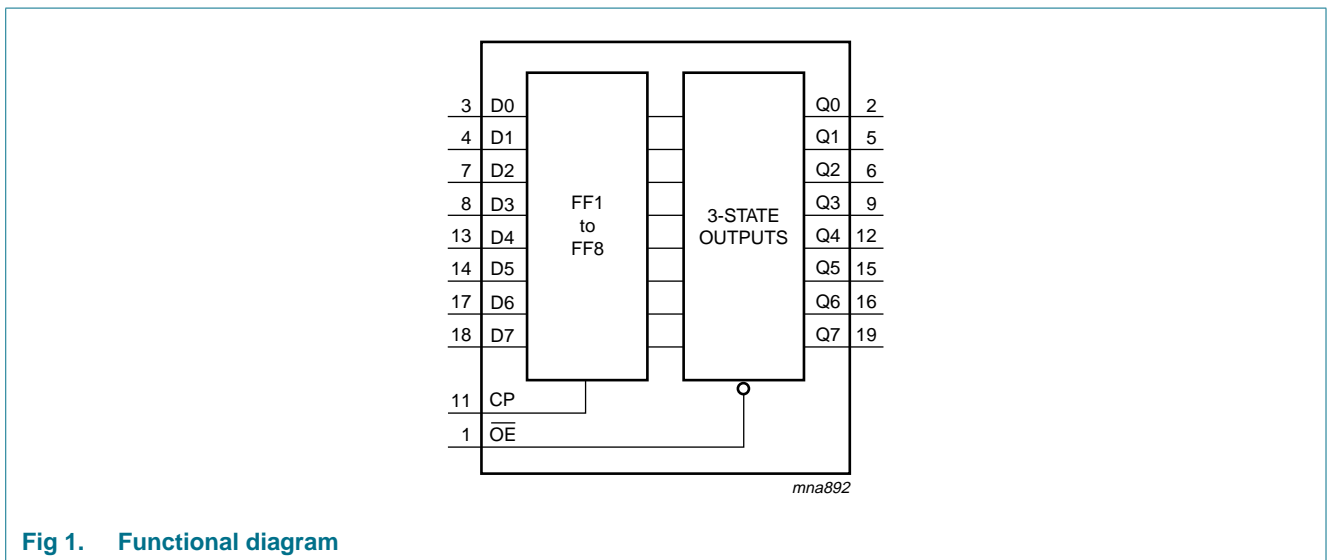 3 D0 Q0 2
4 D1 Q1 5
7 D2 Q2 6
8 D3 Q3 9
13 D4 Q4 12
14 D5 Q5 15
17 D6 Q6 16
18 D7 Q7 19
FF1
to
FF8
3-STATE
OUTPUTS
11 CP
1 O̅E̅
mna892
Fig 1. Functional diagram